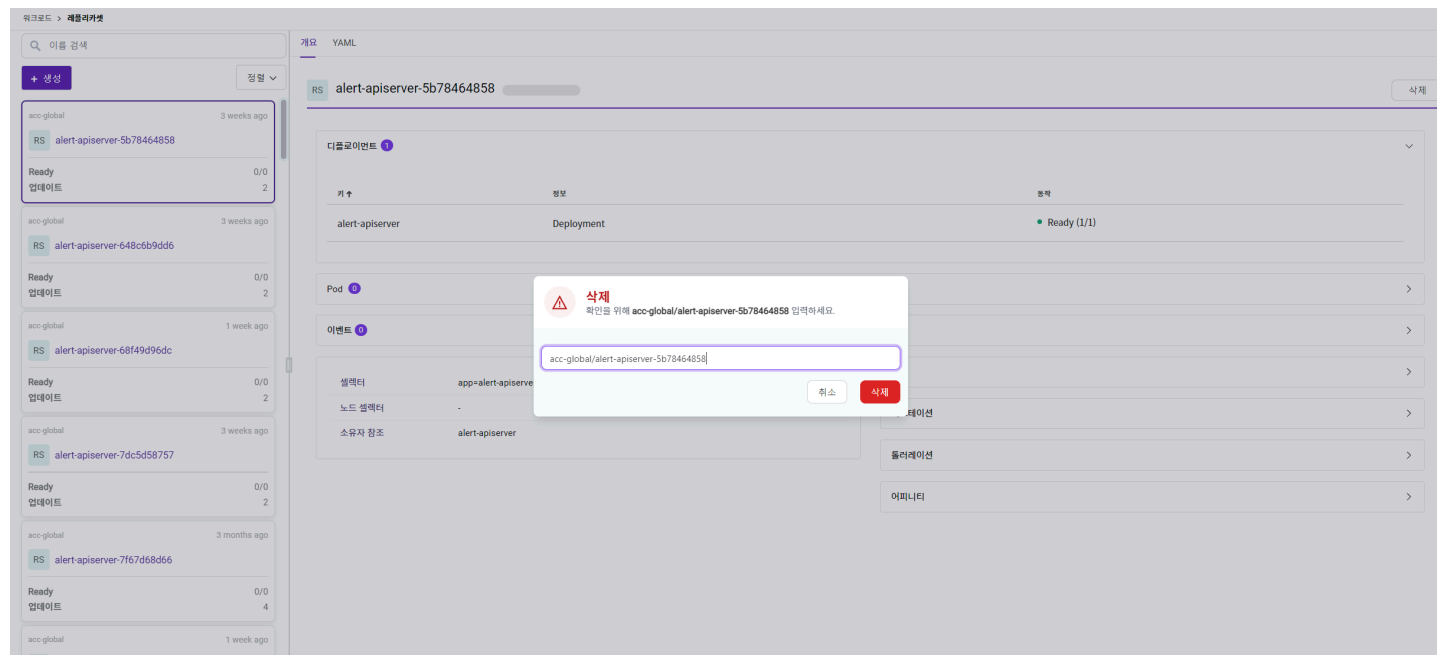 워크로드 > 레플리카셋
이름 검색
+ 생성
정렬
acc-global 3 weeks ago
RS alert-apiserver-5b78464858
Ready 0/0
업데이트 2
acc-global 3 weeks ago
RS alert-apiserver-648c6b9dd6
Ready 0/0
업데이트 2
acc-global 1 week ago
RS alert-apiserver-68f49d96dc
Ready 0/0
업데이트 2
acc-global 3 weeks ago
RS alert-apiserver-7dc5d58757
Ready 0/0
업데이트 2
acc-global 3 months ago
RS alert-apiserver-7f67d68d66
Ready 0/0
업데이트 4
acc-global 1 week ago
개요 YAML
RS alert-apiserver-5b78464858
삭제
디플로이먼트 1
키 정보 동작
alert-apiserver Deployment Ready (1/1)
Pod 0
이벤트 0
셀렉터 app=alert-apiserve
노드 셀렉터 -
소유자 참조 alert-apiserver
테이션
톨러레이션
어피니티
삭제
확인을 위해 acc-global/alert-apiserver-5b78464858 입력하세요.
acc-global/alert-apiserver-5b78464858
취소 삭제